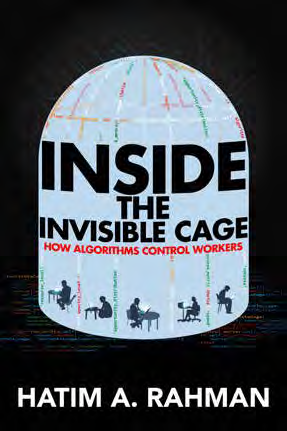 INSIDE
THE
INVISIBLE CAGE
HOW ALGORITHMS CONTROL WORKERS
HATIM A. RAHMAN